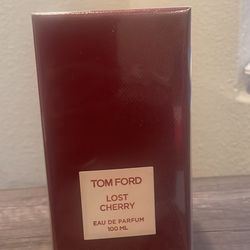 TOM FORD
LOST
CHERRY
EAU DE PARFUM
100 ML